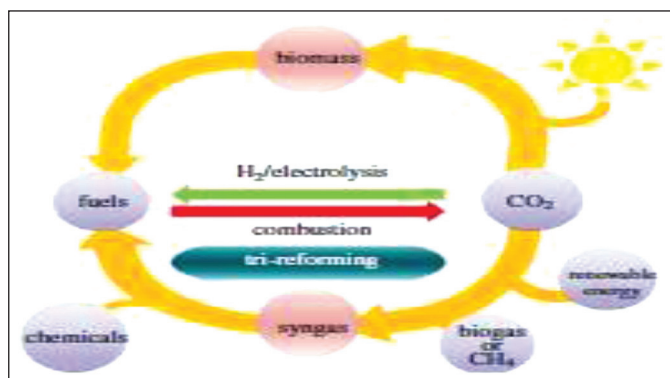 biomass
H₂/electrolysis
fuels
CO₂
combustion
tri-reforming
renewable
energy
chemicals
syngas
biogas
or
CH₄